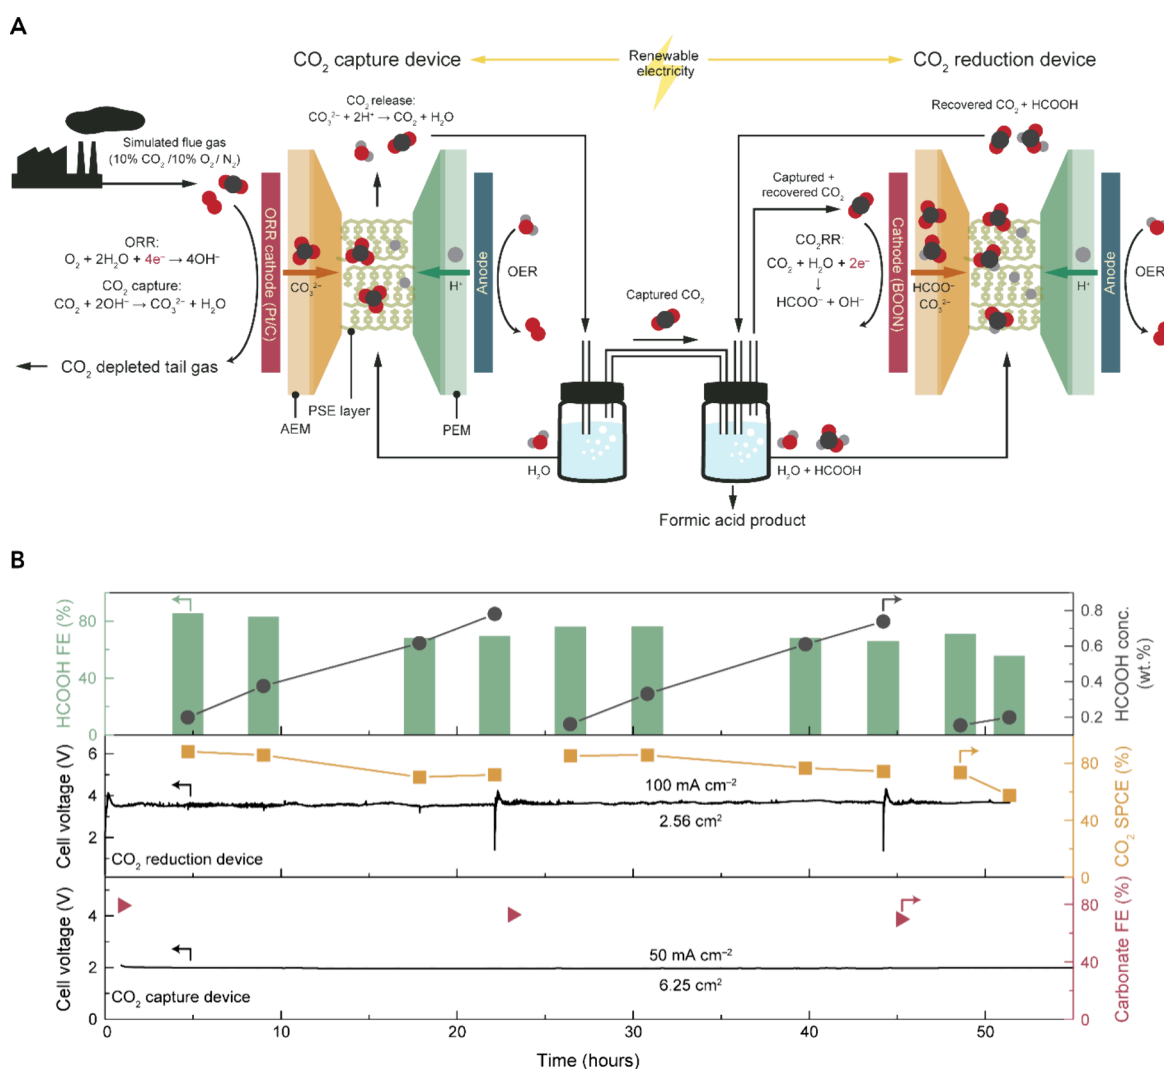 A
CO₂ capture device
Renewable
electricity
CO₂ reduction device
CO₂ release:
CO₃²⁻ + 2H⁺ → CO₂ + H₂O
Recovered CO₂ + HCOOH
Simulated flue gas
(10% CO₂ /10% O₂ / N₂)
Captured +
recovered CO₂
ORR cathode (Pt/C)
ORR:
O₂ + 2H₂O + 4e⁻ → 4OH⁻
CO₂ capture:
CO₂ + 2OH⁻ → CO₃²⁻ + H₂O
CO₃²⁻
H⁺
Anode
OER
CO₂RR:
CO₂ + H₂O + 2e⁻
↓
HCOO⁻ + OH⁻
Cathode (BOON)
HCOO⁻
CO₃²⁻
H⁺
Anode
OER
Captured CO₂
CO₂ depleted tail gas
PSE layer
AEM
PEM
H₂O
H₂O + HCOOH
Formic acid product
B
HCOOH FE (%)
80
40
0
0.8
0.6
0.4
0.2
HCOOH conc.
(wt.%)
Cell voltage (V)
6
4
2
100 mA cm⁻²
2.56 cm²
CO₂ reduction device
80
40
0
CO₂ SPCE (%)
Cell voltage (V)
4
2
0
50 mA cm⁻²
6.25 cm²
CO₂ capture device
80
40
0
Carbonate FE (%)
0
10
20
30
40
50
Time (hours)